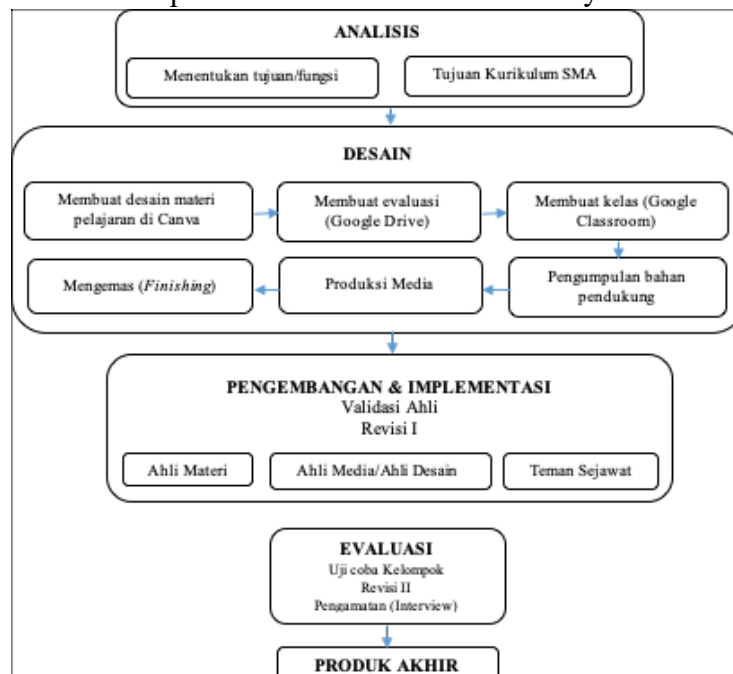 ANALISIS
Menentukan tujuan/fungsi
Tujuan Kurikulum SMA
DESAIN
Membuat desain materi
pelajaran di Canva
Membuat evaluasi
(Google Drive)
Membuat kelas (Google
Classroom)
Pengumpulan bahan
pendukung
Produksi Media
Mengemas (Finishing)
PENGEMBANGAN & IMPLEMENTASI
Validasi Ahli
Revisi I
Ahli Materi
Ahli Media/Ahli Desain
Teman Sejawat
EVALUASI
Uji coba Kelompok
Revisi II
Pengamatan (Interview)
PRODUK AKHIR